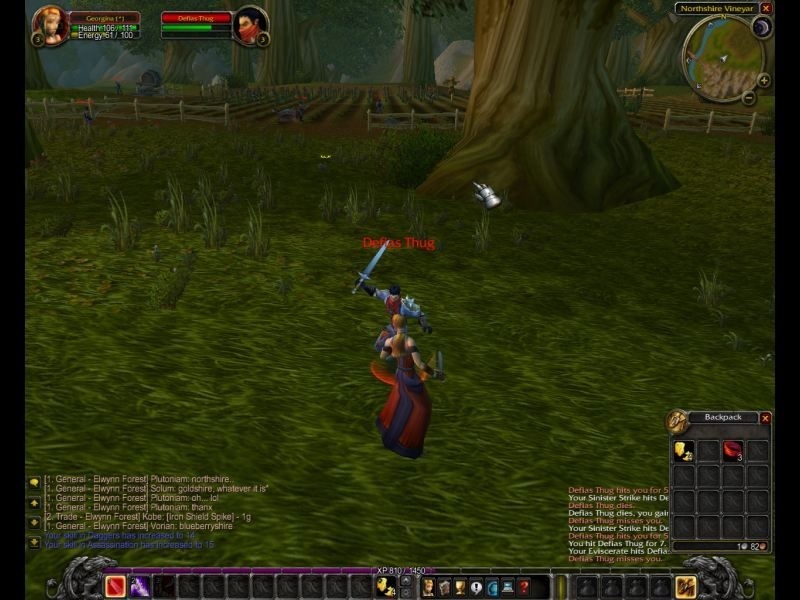 Georgina (*)
Health 106 / 111
Energy 61 / 100
3
Defias Thug
3
Northshire Vineyar
N
Defias Thug
Backpack
3
1 82
[1. General - Elwynn Forest] Plutoniam: northshire..
[1. General - Elwynn Forest] Solum: goldshire, whatever it is*
[1. General - Elwynn Forest] Plutoniam: oh... lol
[1. General - Elwynn Forest] Plutoniam: thanx
[2. Trade - Elwynn Forest] Kobe: [Iron Shield Spike] - 1g
[1. General - Elwynn Forest] Vorian: blueberryshire
Your skill in Daggers has increased to 14.
Your skill in Assassination has increased to 15.
Defias Thug hits you for 5
Your Sinister Strike hits De
Defias Thug dies.
Defias Thug dies, you gain
Defias Thug misses you.
Your Sinister Strike hits De
Defias Thug hits you for 5
You hit Defias Thug for 7.
Your Eviscerate hits Defia
Defias Thug misses you.
XP 810 / 1450